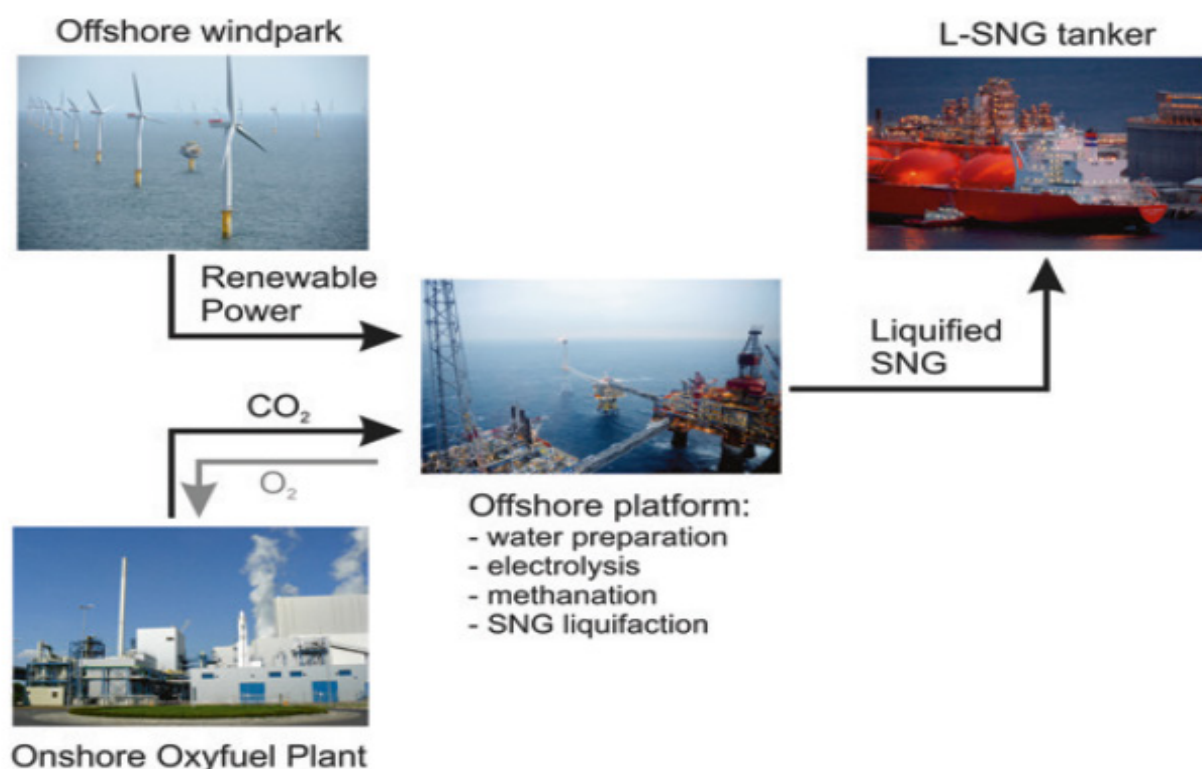 Offshore windpark
L-SNG tanker
Renewable
Power
Liquified
SNG
CO₂
O₂
Offshore platform:
- water preparation
- electrolysis
- methanation
- SNG liquifaction
Onshore Oxyfuel Plant